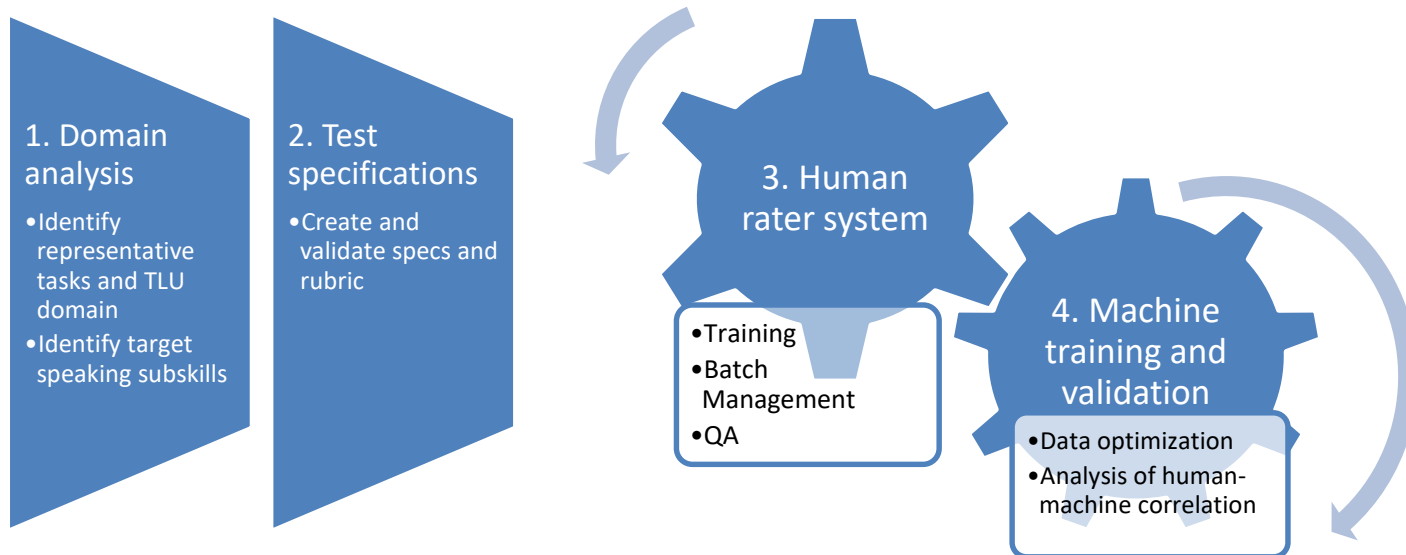 1. Domain
analysis
•Identify
representative
tasks and TLU
domain
•Identify target
speaking subskills
2. Test
specifications
•Create and
validate specs and
rubric
3. Human
rater system
•Training
•Batch
Management
•QA
4. Machine
training and
validation
•Data optimization
•Analysis of human-
machine correlation